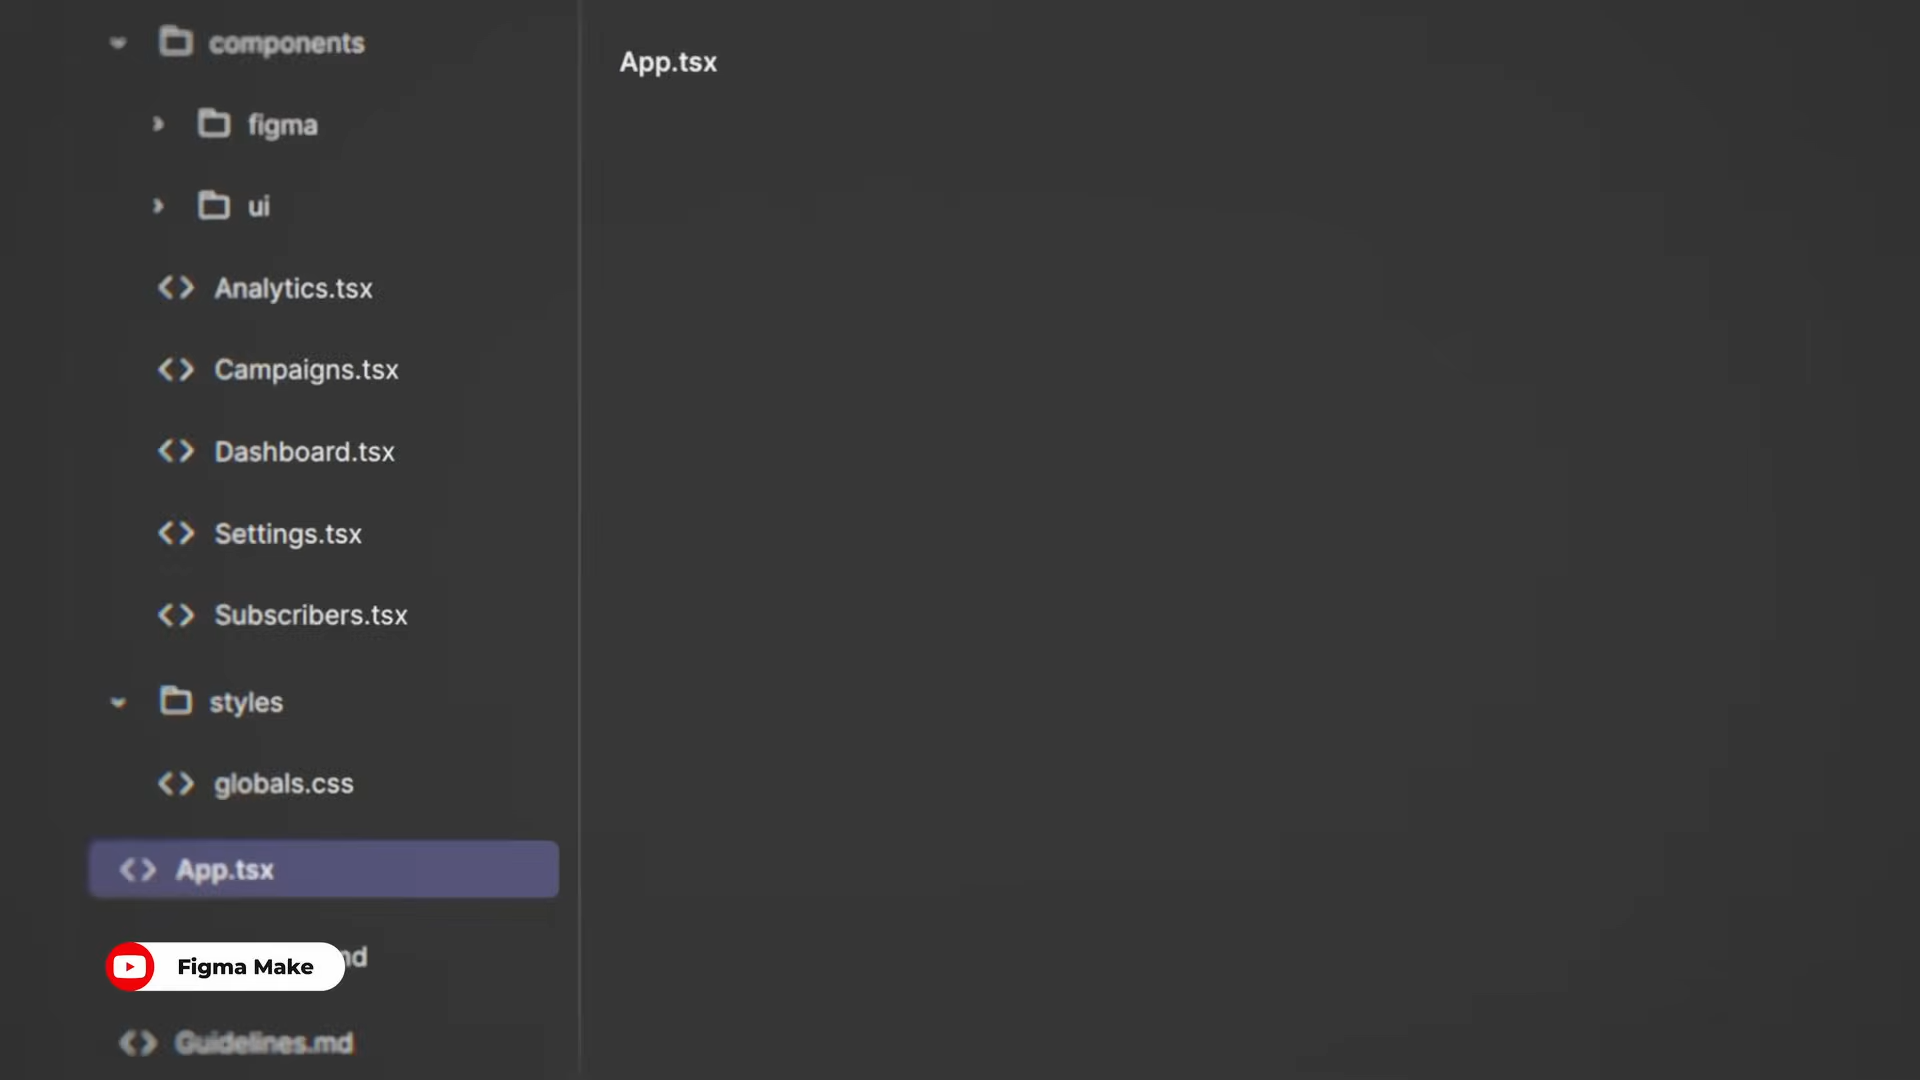 components
figma
ui
Analytics.tsx
Campaigns.tsx
Dashboard.tsx
Settings.tsx
Subscribers.tsx
styles
globals.css
App.tsx
Figma Make
Guidelines.md
App.tsx